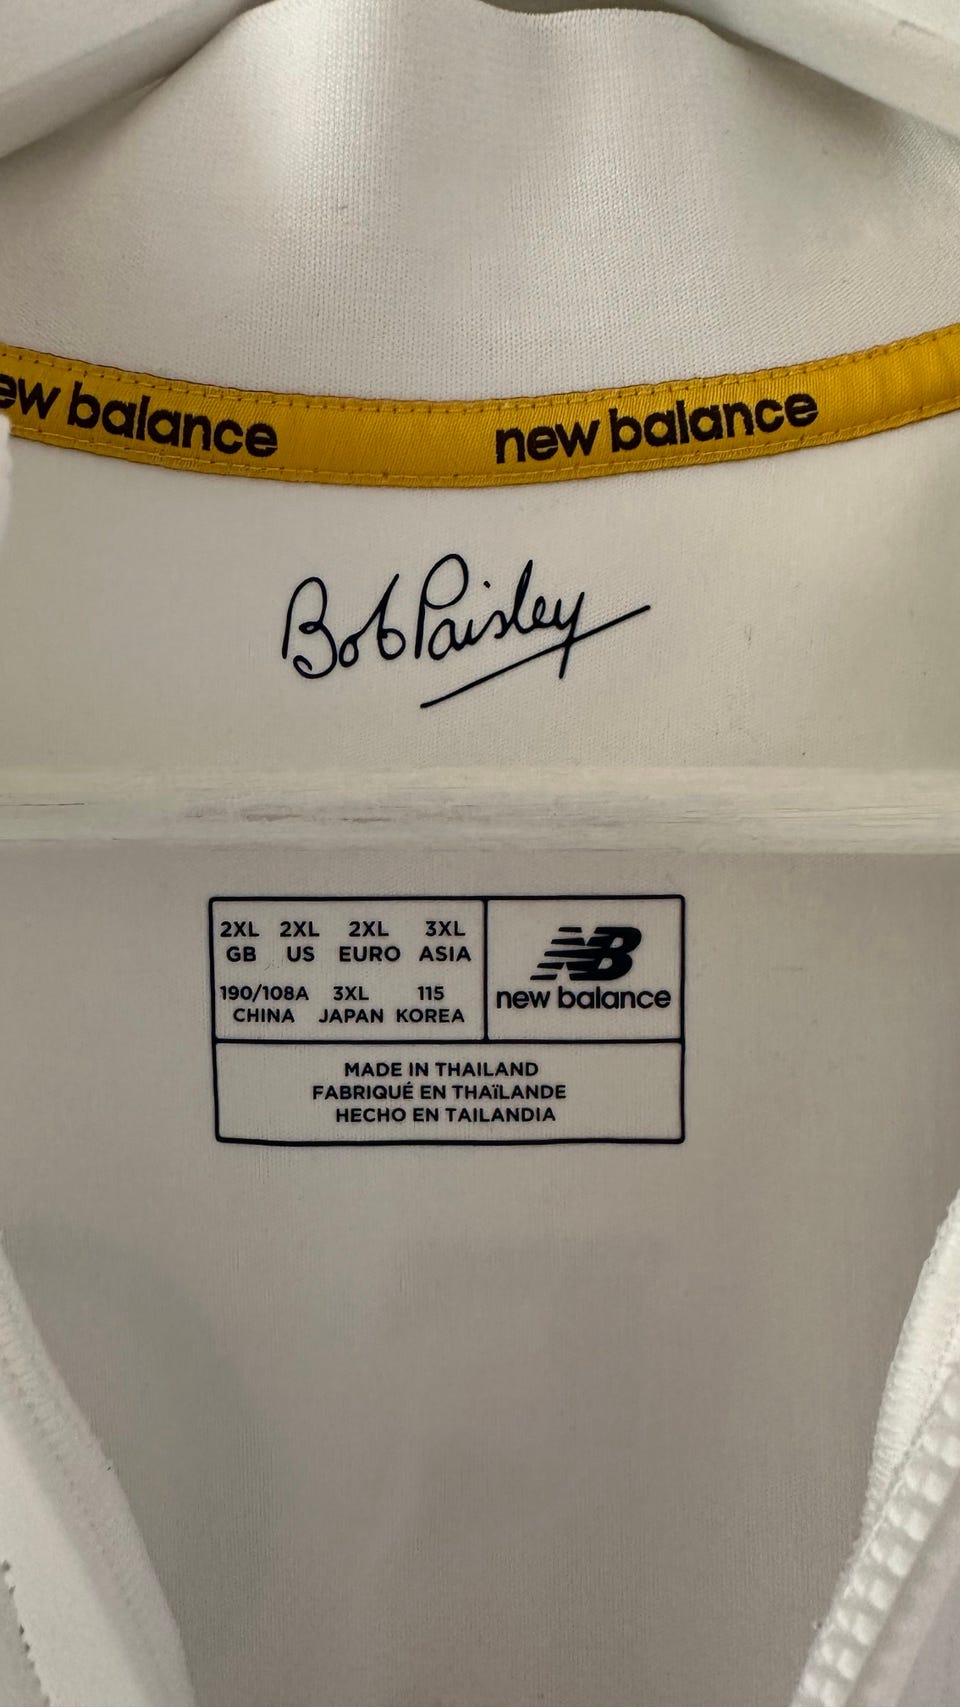 ew balance new balance
Bob Paisley
2XL 2XL 2XL 3XL
GB US EURO ASIA
190/108A 3XL 115
CHINA JAPAN KOREA
NB
new balance
MADE IN THAILAND
FABRIQUÉ EN THAÏLANDE
HECHO EN TAILANDIA